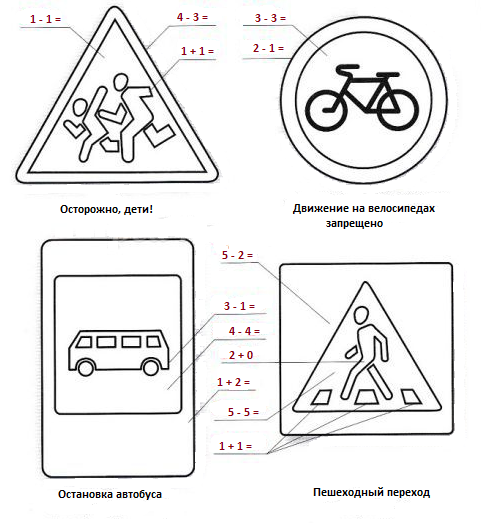 1 - 1 =
4 - 3 =
1 + 1 =
3 - 3 =
2 - 1 =
Осторожно, дети!
Движение на велосипедах
запрещено
5 - 2 =
3 - 1 =
4 - 4 =
2 + 0
1 + 2 =
5 - 5 =
1 + 1 =
Остановка автобуса
Пешеходный переход